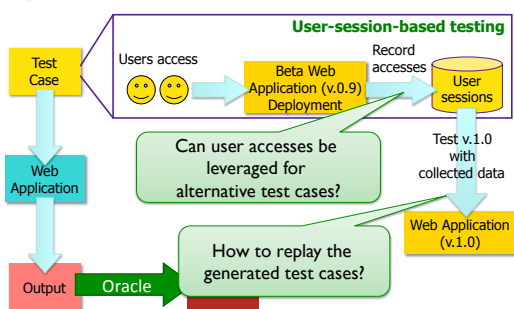 User-session-based testing
Test
Case
Users access
Beta Web
Application (v.0.9)
Deployment
Record
accesses
User
sessions
Can user accesses be
leveraged for
alternative test cases?
Test v.1.0
with
collected data
Web
Application
Web Application
(v.1.0)
How to replay the
generated test cases?
Output
Oracle